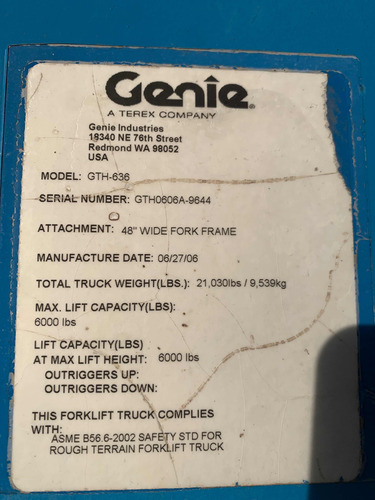 Genie®
A TEREX COMPANY
Genie Industries
18340 NE 76th Street
Redmond WA 98052
USA
MODEL: GTH-636
SERIAL NUMBER: GTH0606A-9644
ATTACHMENT: 48" WIDE FORK FRAME
MANUFACTURE DATE: 06/27/06
TOTAL TRUCK WEIGHT(LBS.): 21,030lbs / 9,539kg
MAX. LIFT CAPACITY(LBS):
6000 lbs
LIFT CAPACITY(LBS)
AT MAX LIFT HEIGHT: 6000 lbs
OUTRIGGERS UP:
OUTRIGGERS DOWN:
THIS FORKLIFT TRUCK COMPLIES
WITH:
ASME B56.6-2002 SAFETY STD FOR
ROUGH TERRAIN FORKLIFT TRUCK